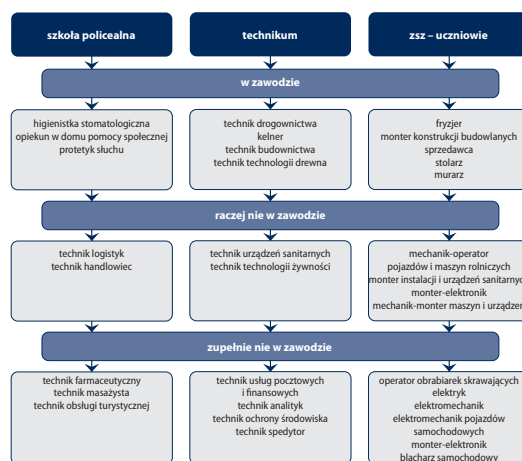 szkoła policealna
technikum
zsz – uczniowie
w zawodzie
higienistka stomatologiczna
opiekun w domu pomocy społecznej
protetyk słuchu
technik drogownictwa
kelner
technik budownictwa
technik technologii drewna
fryzjer
monter konstrukcji budowlanych
sprzedawca
stolarz
murarz
raczej nie w zawodzie
technik logistyk
technik handlowiec
technik urządzeń sanitarnych
technik technologii żywności
mechanik-operator
pojazdów i maszyn rolniczych
monter instalacji i urządzeń sanitarnyc
monter-elektronik
mechanik-monter maszyn i urządzeń
zupełnie nie w zawodzie
technik farmaceutyczny
technik masażysta
technik obsługi turystycznej
technik usług pocztowych
i finansowych
technik analityk
technik ochrony środowiska
technik spedytor
operator obrabiarek skrawających
elektryk
elektromechanik
elektromechanik pojazdów
samochodowych
monter-elektronik
blacharz samochodowy